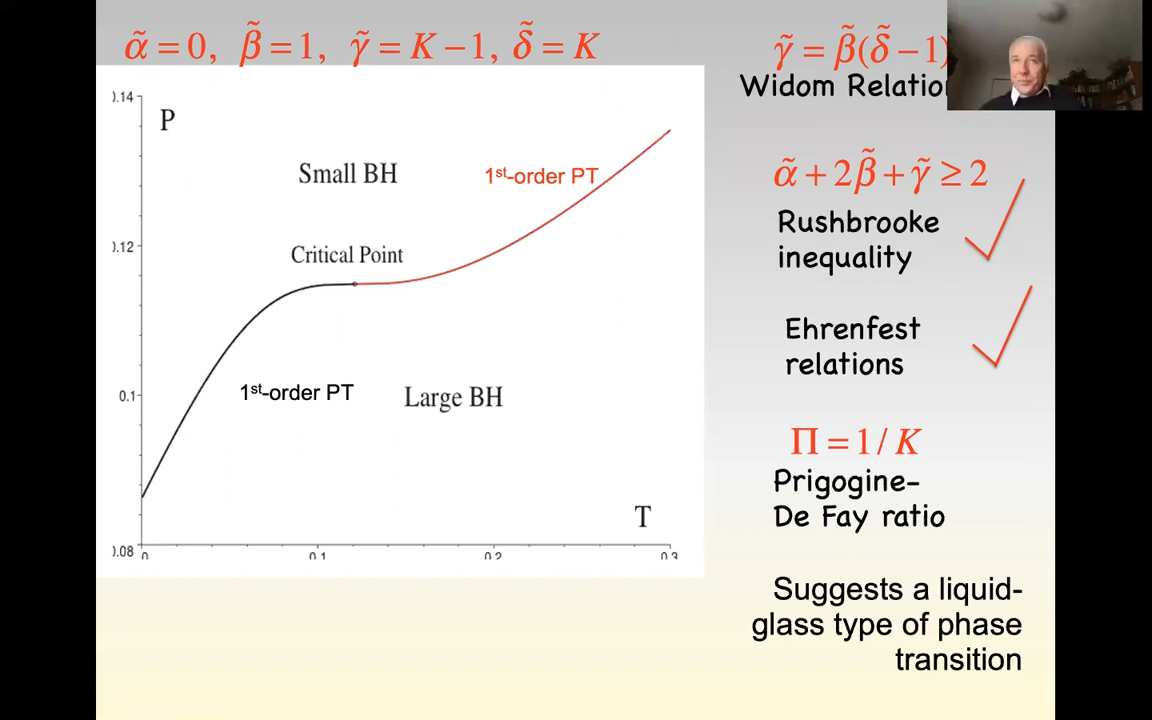 α̃ = 0, β̃ = 1, γ̃ = K − 1, δ̃ = K
γ̃ = β̃(δ̃ − 1)
Widom Relatio
0.14
P
Small BH
1st-order PT
α̃ + 2β̃ + γ̃ ≥ 2
Rushbrooke
inequality
0.12
Critical Point
Ehrenfest
relations
0.1
1st-order PT
Large BH
Π = 1 / K
Prigogine-
De Fay ratio
T
0.08
0 0.1 0.2 0.3
Suggests a liquid-
glass type of phase
transition